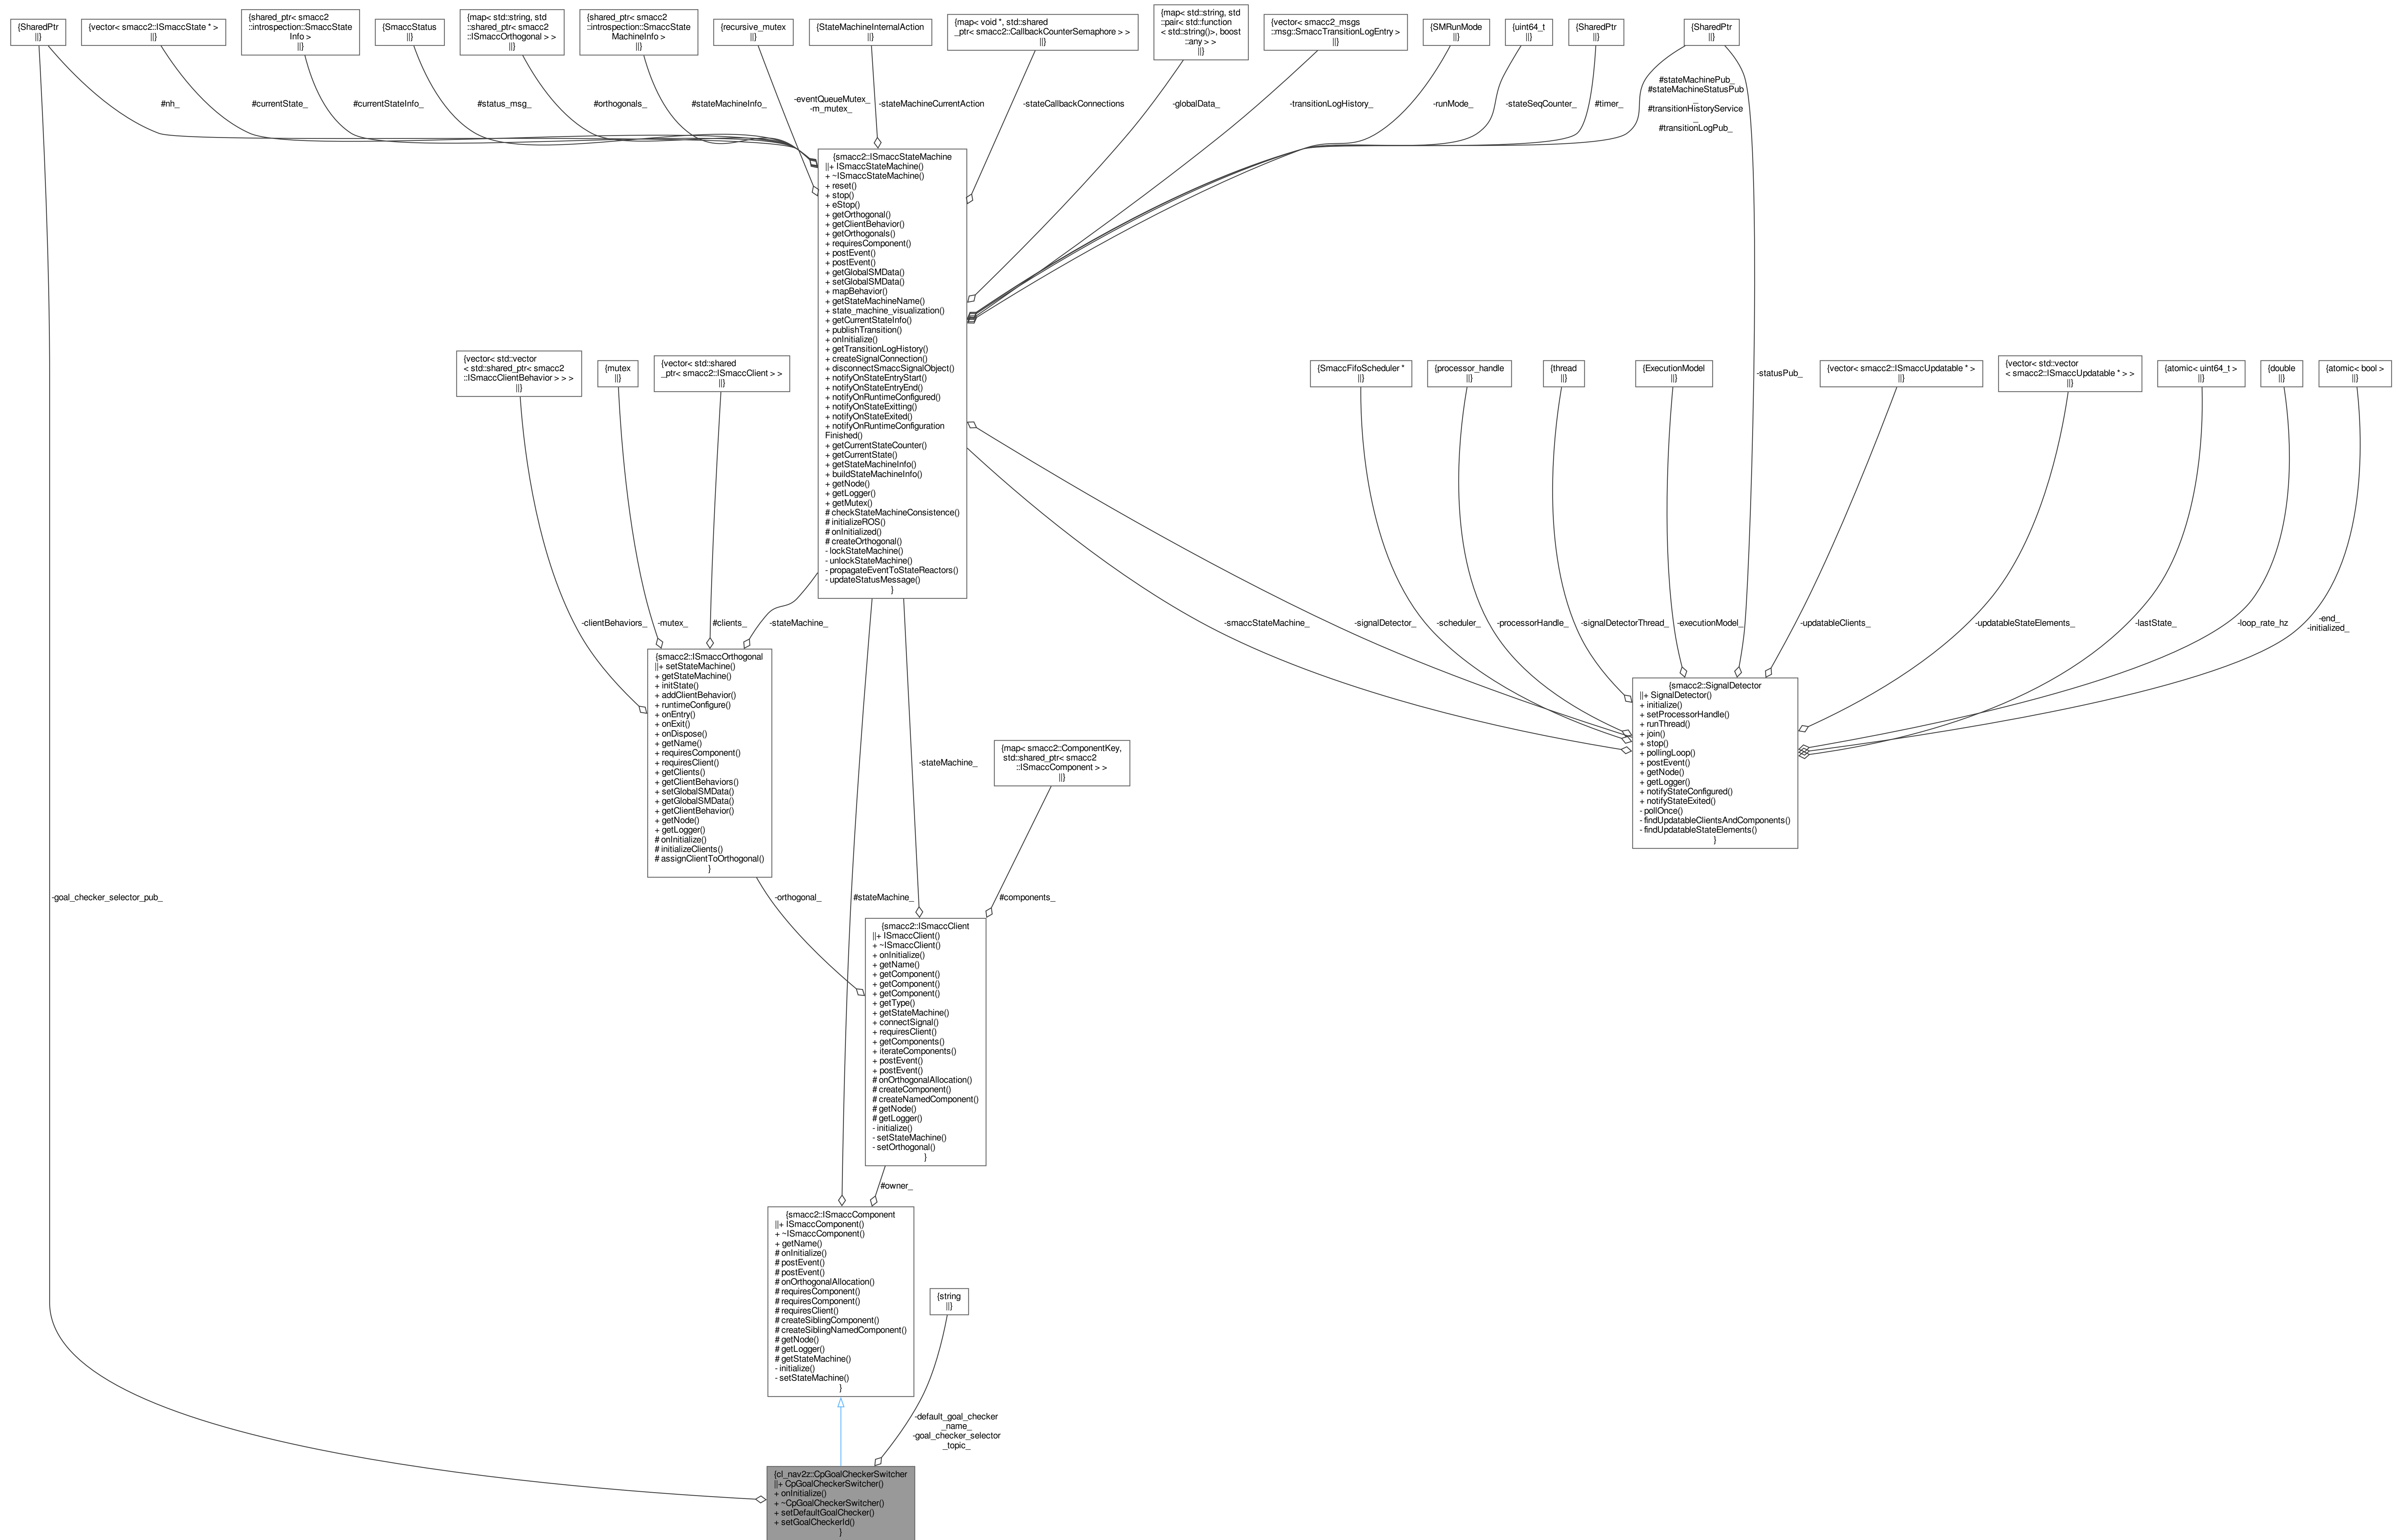 {SharedPtr
||}
{vector< smacc2::ISmaccState * >
||}
{shared_ptr< smacc2
::introspection::SmaccState
Info >
||}
{SmaccStatus
||}
{map< std::string, std
::shared_ptr< smacc2
::ISmaccOrthogonal > >
||}
{shared_ptr< smacc2
::introspection::SmaccState
MachineInfo >
||}
{recursive_mutex
||}
{StateMachineInternalAction
||}
{map< void *, std::shared
_ptr< smacc2::CallbackCounterSemaphore > >
||}
{map< std::string, std
::pair< std::function
< std::string()>, boost
::any > >
||}
{vector< smacc2_msgs
::msg::SmaccTransitionLogEntry >
||}
{SMRunMode
||}
{uint64_t
||}
{SharedPtr
||}
{SharedPtr
||}
#nh_
#currentState_
#currentStateInfo_
#status_msg_
#orthogonals_
#stateMachineInfo_
-eventQueueMutex_
-m_mutex_
-stateMachineCurrentAction
-stateCallbackConnections
-globalData_
-transitionLogHistory_
-runMode_
-stateSeqCounter_
#timer_
#stateMachinePub_
#stateMachineStatusPub
_
#transitionHistoryService
_
#transitionLogPub_
{smacc2::ISmaccStateMachine
||+ ISmaccStateMachine()
+ ~ISmaccStateMachine()
+ reset()
+ stop()
+ eStop()
+ getOrthogonal()
+ getClientBehavior()
+ getOrthogonals()
+ requiresComponent()
+ postEvent()
+ postEvent()
+ getGlobalSMData()
+ setGlobalSMData()
+ mapBehavior()
+ getStateMachineName()
+ state_machine_visualization()
+ getCurrentStateInfo()
+ publishTransition()
+ onInitialize()
+ getTransitionLogHistory()
+ createSignalConnection()
+ disconnectSmaccSignalObject()
+ notifyOnStateEntryStart()
+ notifyOnStateEntryEnd()
+ notifyOnRuntimeConfigured()
+ notifyOnStateExitting()
+ notifyOnStateExited()
+ notifyOnRuntimeConfiguration
Finished()
+ getCurrentStateCounter()
+ getCurrentState()
+ getStateMachineInfo()
+ buildStateMachineInfo()
+ getNode()
+ getLogger()
+ getMutex()
# checkStateMachineConsistence()
# initializeROS()
# onInitialized()
# createOrthogonal()
- lockStateMachine()
- unlockStateMachine()
- propagateEventToStateReactors()
- updateStatusMessage()
}
{vector< std::vector
< std::shared_ptr< smacc2
::ISmaccClientBehavior > > >
||}
{mutex
||}
{vector< std::shared
_ptr< smacc2::ISmaccClient > >
||}
{SmaccFifoScheduler *
||}
{processor_handle
||}
{thread
||}
{ExecutionModel
||}
-statusPub_
{vector< smacc2::ISmaccUpdatable * >
||}
{vector< std::vector
< smacc2::ISmaccUpdatable * > >
||}
{atomic< uint64_t >
||}
{double
||}
{atomic< bool >
||}
-clientBehaviors_
-mutex_
#clients_
-stateMachine_
-smaccStateMachine_
-signalDetector_
-scheduler_
-processorHandle_
-signalDetectorThread_
-executionModel_
-updatableClients_
-updatableStateElements_
-lastState_
-loop_rate_hz
-end_
-initialized_
{smacc2::ISmaccOrthogonal
||+ setStateMachine()
+ getStateMachine()
+ initState()
+ addClientBehavior()
+ runtimeConfigure()
+ onEntry()
+ onExit()
+ onDispose()
+ getName()
+ requiresComponent()
+ requiresClient()
+ getClients()
+ getClientBehaviors()
+ setGlobalSMData()
+ getGlobalSMData()
+ getClientBehavior()
+ getNode()
+ getLogger()
# onInitialize()
# initializeClients()
# assignClientToOrthogonal()
}
{smacc2::SignalDetector
||+ SignalDetector()
+ initialize()
+ setProcessorHandle()
+ runThread()
+ join()
+ stop()
+ pollingLoop()
+ postEvent()
+ getNode()
+ getLogger()
+ notifyStateConfigured()
+ notifyStateExited()
- pollOnce()
- findUpdatableClientsAndComponents()
- findUpdatableStateElements()
}
-stateMachine_
{map< smacc2::ComponentKey,
std::shared_ptr< smacc2
::ISmaccComponent > >
||}
-goal_checker_selector_pub_
-orthogonal_
#stateMachine_
#components_
{smacc2::ISmaccClient
||+ ISmaccClient()
+ ~ISmaccClient()
+ onInitialize()
+ getName()
+ getComponent()
+ getComponent()
+ getComponent()
+ getType()
+ getStateMachine()
+ connectSignal()
+ requiresClient()
+ getComponents()
+ iterateComponents()
+ postEvent()
+ postEvent()
# onOrthogonalAllocation()
# createComponent()
# createNamedComponent()
# getNode()
# getLogger()
- initialize()
- setStateMachine()
- setOrthogonal()
}
#owner_
{smacc2::ISmaccComponent
||+ ISmaccComponent()
+ ~ISmaccComponent()
+ getName()
# onInitialize()
# postEvent()
# postEvent()
# onOrthogonalAllocation()
# requiresComponent()
# requiresComponent()
# requiresClient()
# createSiblingComponent()
# createSiblingNamedComponent()
# getNode()
# getLogger()
# getStateMachine()
- initialize()
- setStateMachine()
}
{string
||}
-default_goal_checker
_name_
-goal_checker_selector
_topic_
{cl_nav2z::CpGoalCheckerSwitcher
||+ CpGoalCheckerSwitcher()
+ onInitialize()
+ ~CpGoalCheckerSwitcher()
+ setDefaultGoalChecker()
+ setGoalCheckerId()
}